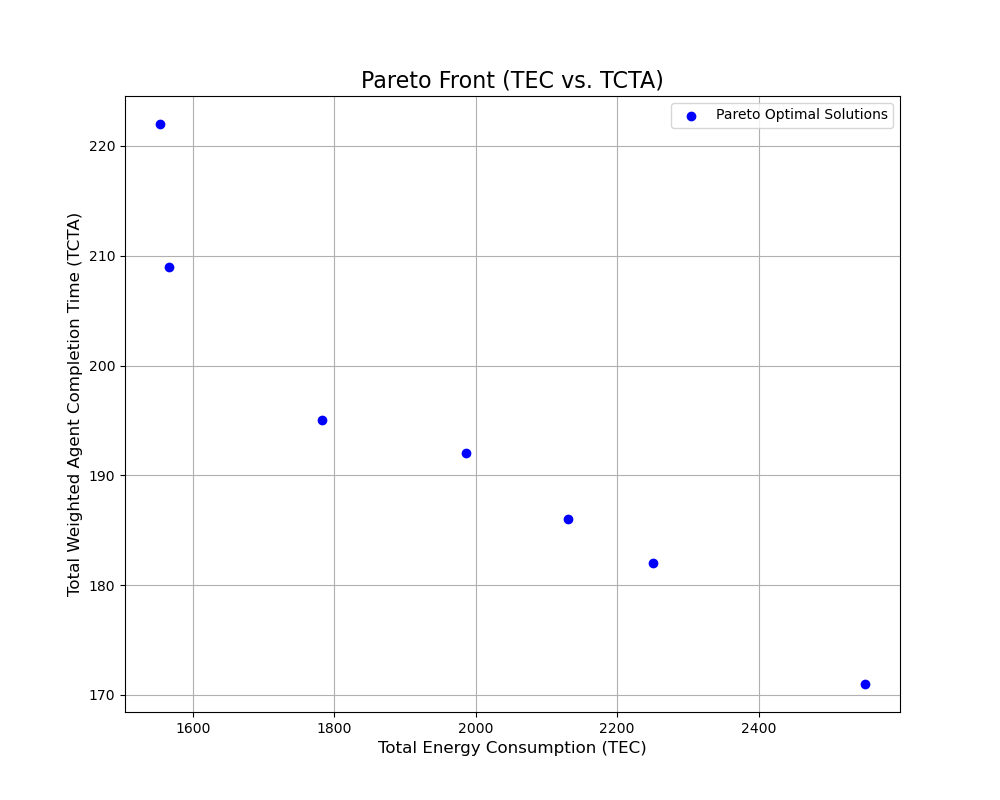 Pareto Front (TEC vs. TCTA)
Pareto Optimal Solutions
Total Weighted Agent Completion Time (TCTA)
220
210
200
190
180
170
1600 1800 2000 2200 2400
Total Energy Consumption (TEC)